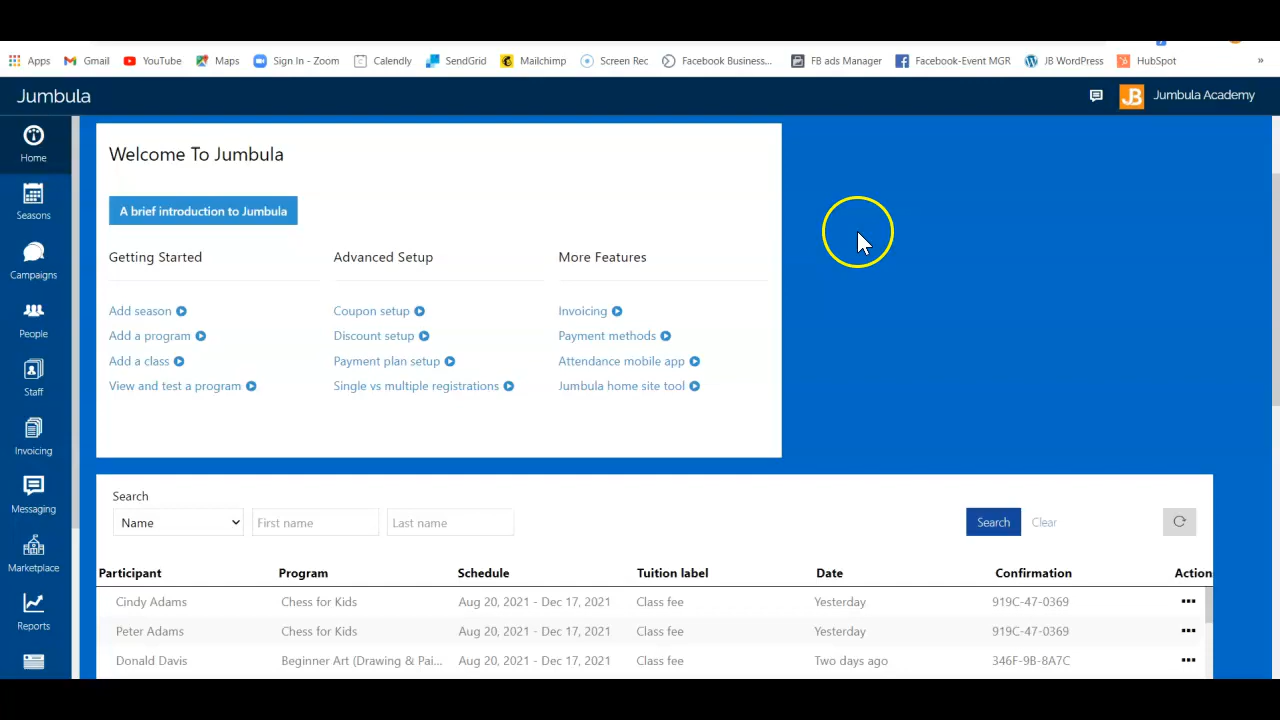 Apps Gmail YouTube Maps Sign In - Zoom Calendly SendGrid Mailchimp Screen Rec Facebook Business... FB ads Manager Facebook-Event MGR JB WordPress HubSpot »
Jumbula JB Jumbula Academy
Home
Seasons
Campaigns
People
Staff
Invoicing
Messaging
Marketplace
Reports
Welcome To Jumbula
A brief introduction to Jumbula
Getting Started Advanced Setup More Features
Add season Coupon setup Invoicing
Add a program Discount setup Payment methods
Add a class Payment plan setup Attendance mobile app
View and test a program Single vs multiple registrations Jumbula home site tool
Search
Name First name Last name Search Clear
Participant Program Schedule Tuition label Date Confirmation Action
Cindy Adams Chess for Kids Aug 20, 2021 - Dec 17, 2021 Class fee Yesterday 919C-47-0369 •••
Peter Adams Chess for Kids Aug 20, 2021 - Dec 17, 2021 Class fee Yesterday 919C-47-0369 •••
Donald Davis Beginner Art (Drawing & Pai... Aug 20, 2021 - Dec 17, 2021 Class fee Two days ago 346F-9B-8A7C •••